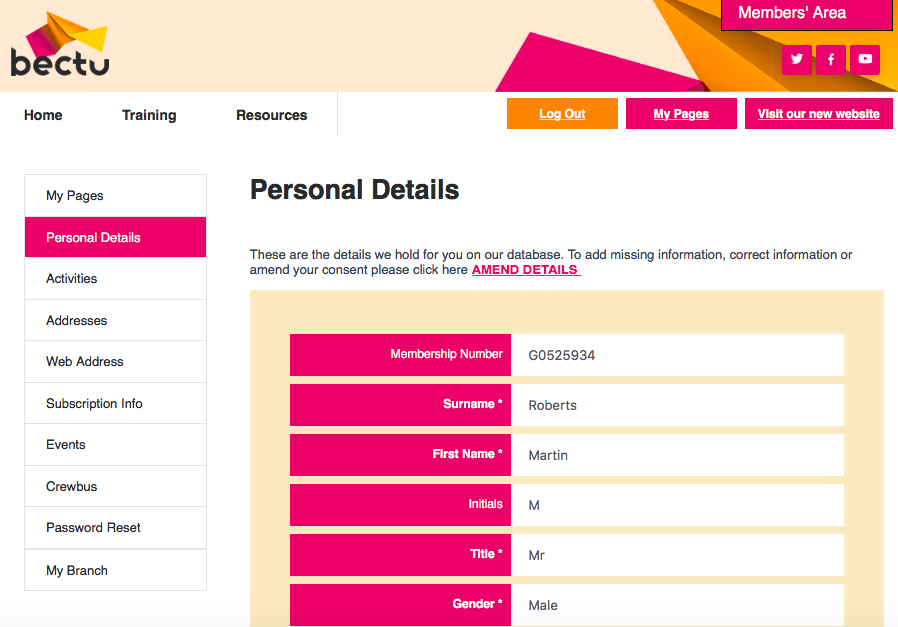 Members' Area
bectu
Home Training Resources
Log Out My Pages Visit our new website
My Pages
Personal Details
Activities
Addresses
Web Address
Subscription Info
Events
Crewbus
Password Reset
My Branch
Personal Details
These are the details we hold for you on our database. To add missing information, correct information or
amend your consent please click here AMEND DETAILS
Membership Number G0525934
Surname * Roberts
First Name * Martin
Initials M
Title * Mr
Gender * Male